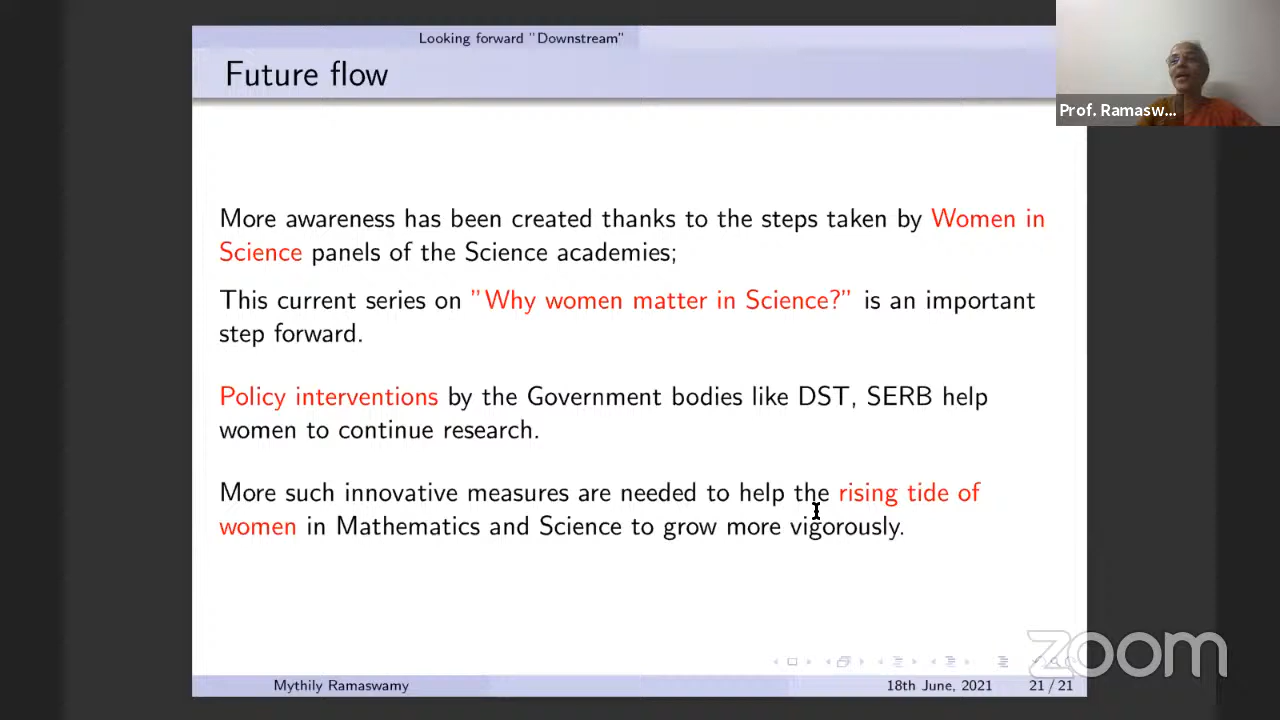 Looking forward "Downstream"
Future flow
Prof. Ramasw...
More awareness has been created thanks to the steps taken by Women in
Science panels of the Science academies;
This current series on "Why women matter in Science?" is an important
step forward.
Policy interventions by the Government bodies like DST, SERB help
women to continue research.
More such innovative measures are needed to help the rising tide of
women in Mathematics and Science to grow more vigorously.
zoom
Mythily Ramaswamy
18th June, 2021
21 / 21